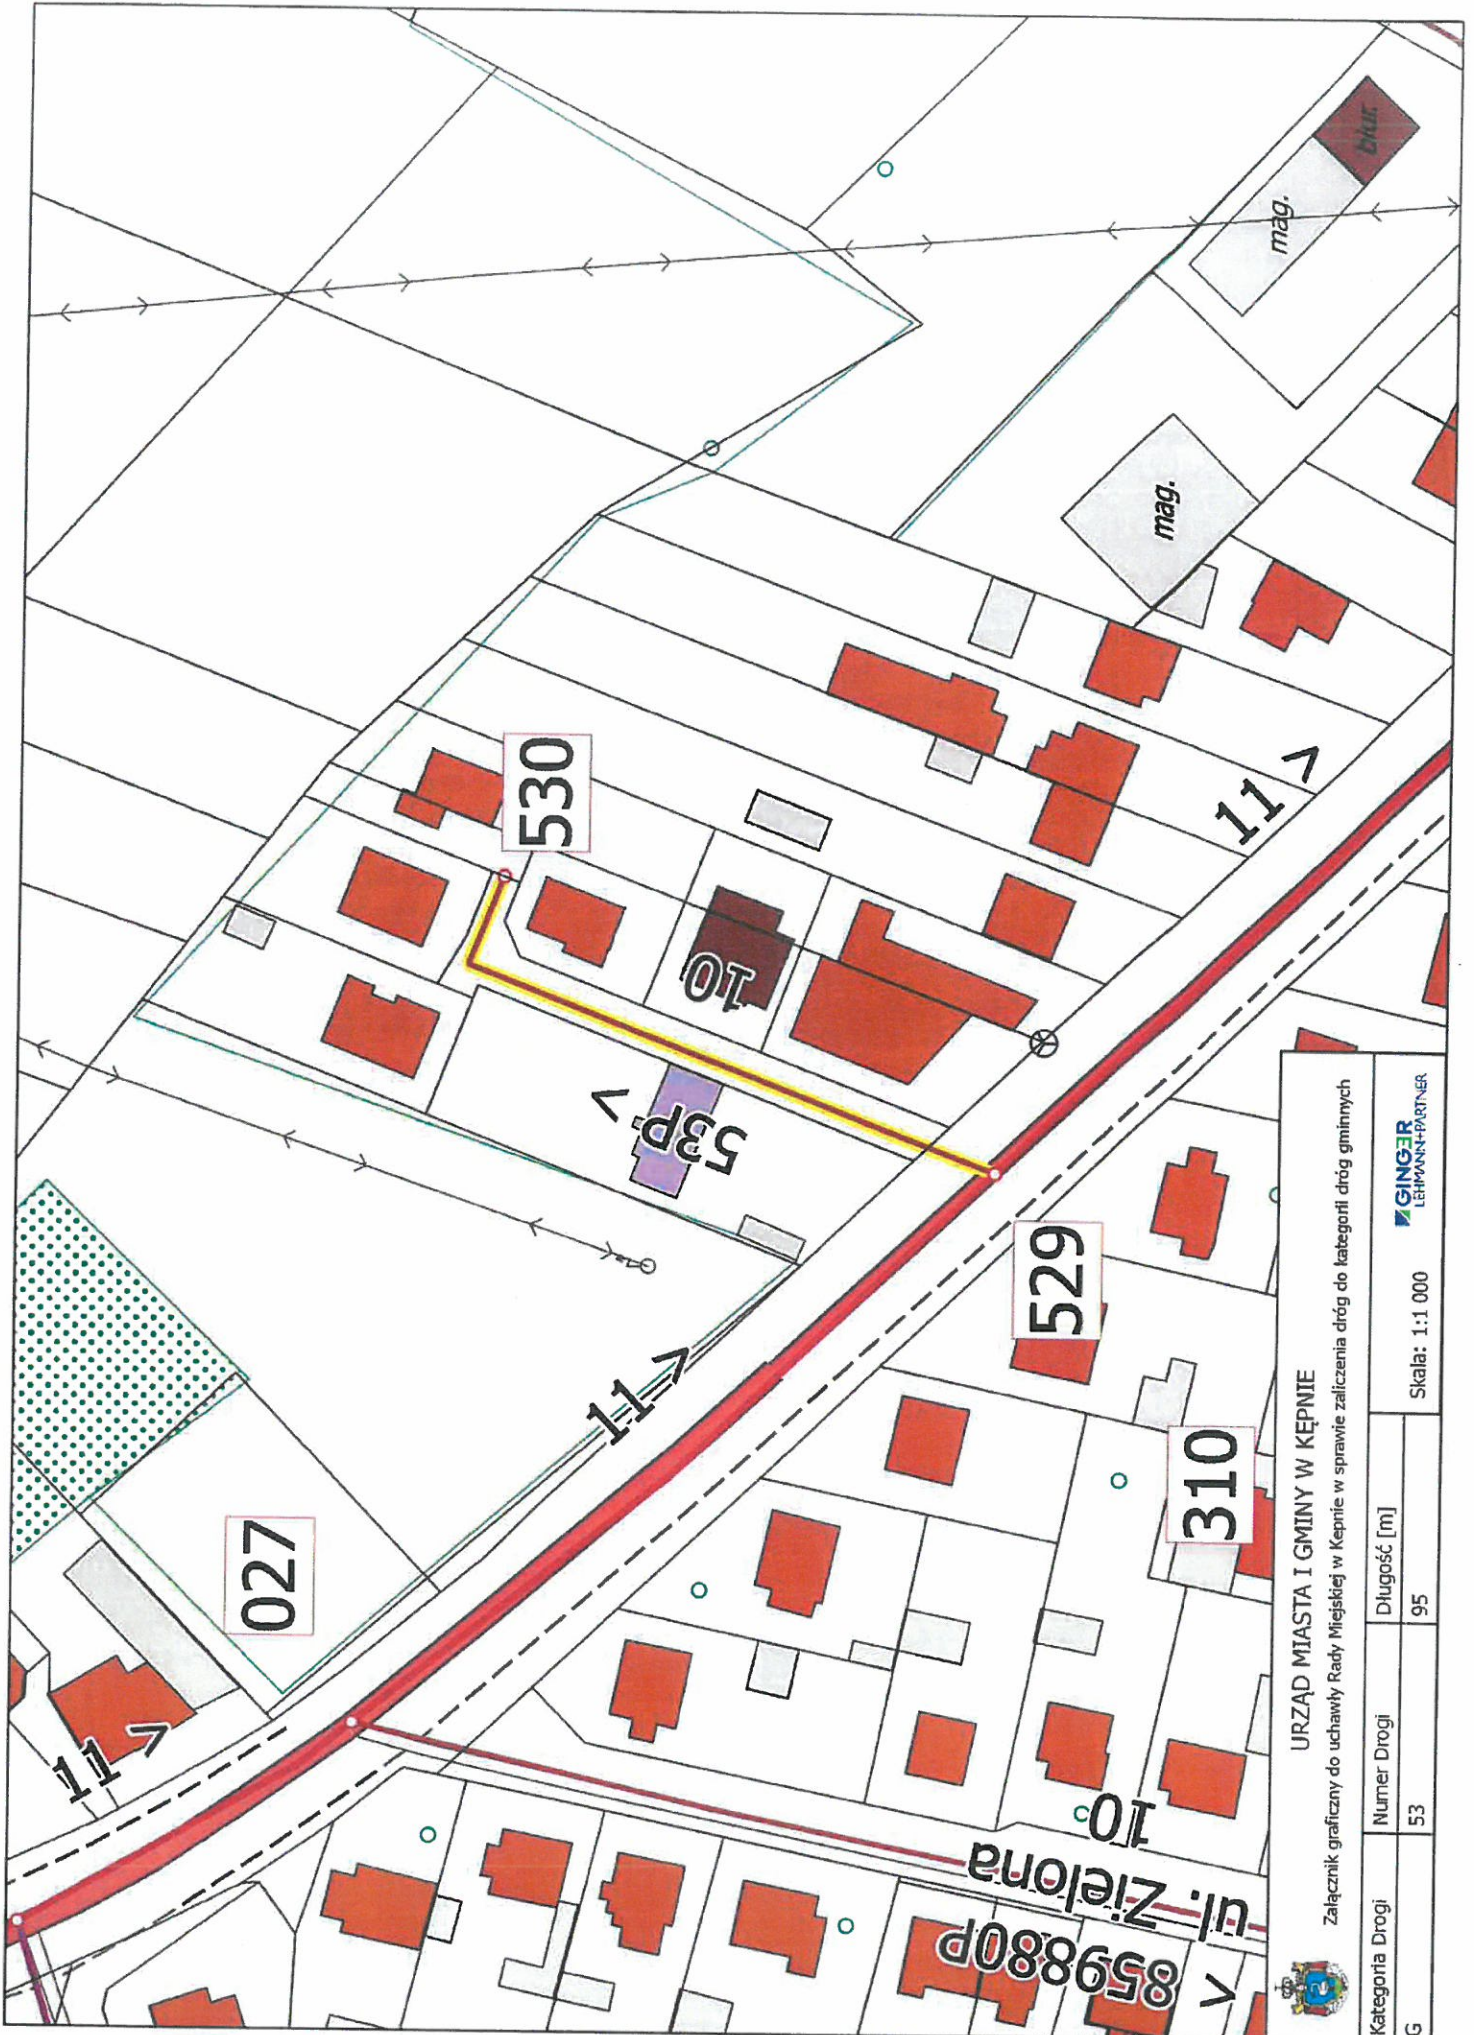 biur.
mag.
mag.
530
10
53P >
11 >
529
11 >
310
027
11 >
10
ul. Zielona
859880P
>
URZĄD MIASTA I GMINY W KĘPNIE
Załącznik graficzny do uchawły Rady Miejskiej w Kępnie w sprawie zaliczenia dróg do kategorii dróg gminnych
Kategoria Drogi Numer Drogi Długość [m]
G 53 95 Skala: 1:1 000
GINGER
LEHMANN+PARTNER